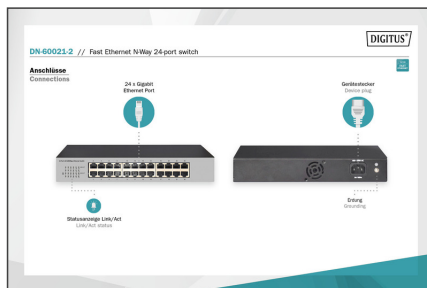 DIGITUS®
DN-60021-2 // Fast Ethernet N-Way 24-port switch
Anschlüsse
Connections
24 x Gigabit
Ethernet Port
Gerätestecker
Device plug
Statusanzeige Link/Act
Link/Act status
Erdung
Grounding